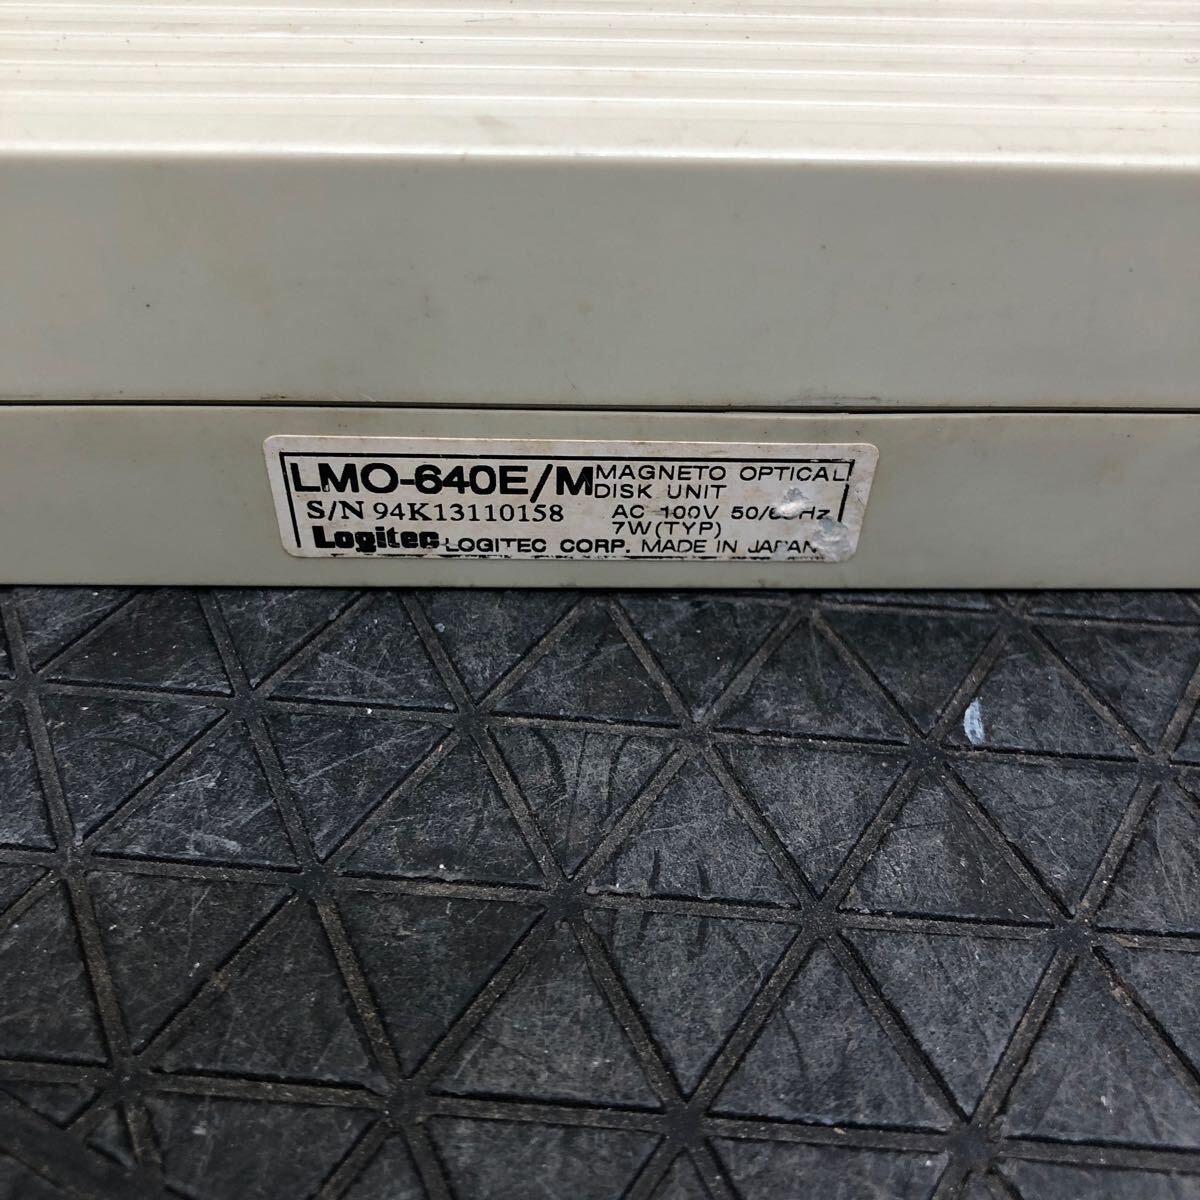 LMO-640E/M MAGNETO OPTICAL
DISK UNIT
S/N 94K13110158 AC 100V 50/60Hz
7W(TYP)
Logitec LOGITEC CORP. MADE IN JAPAN